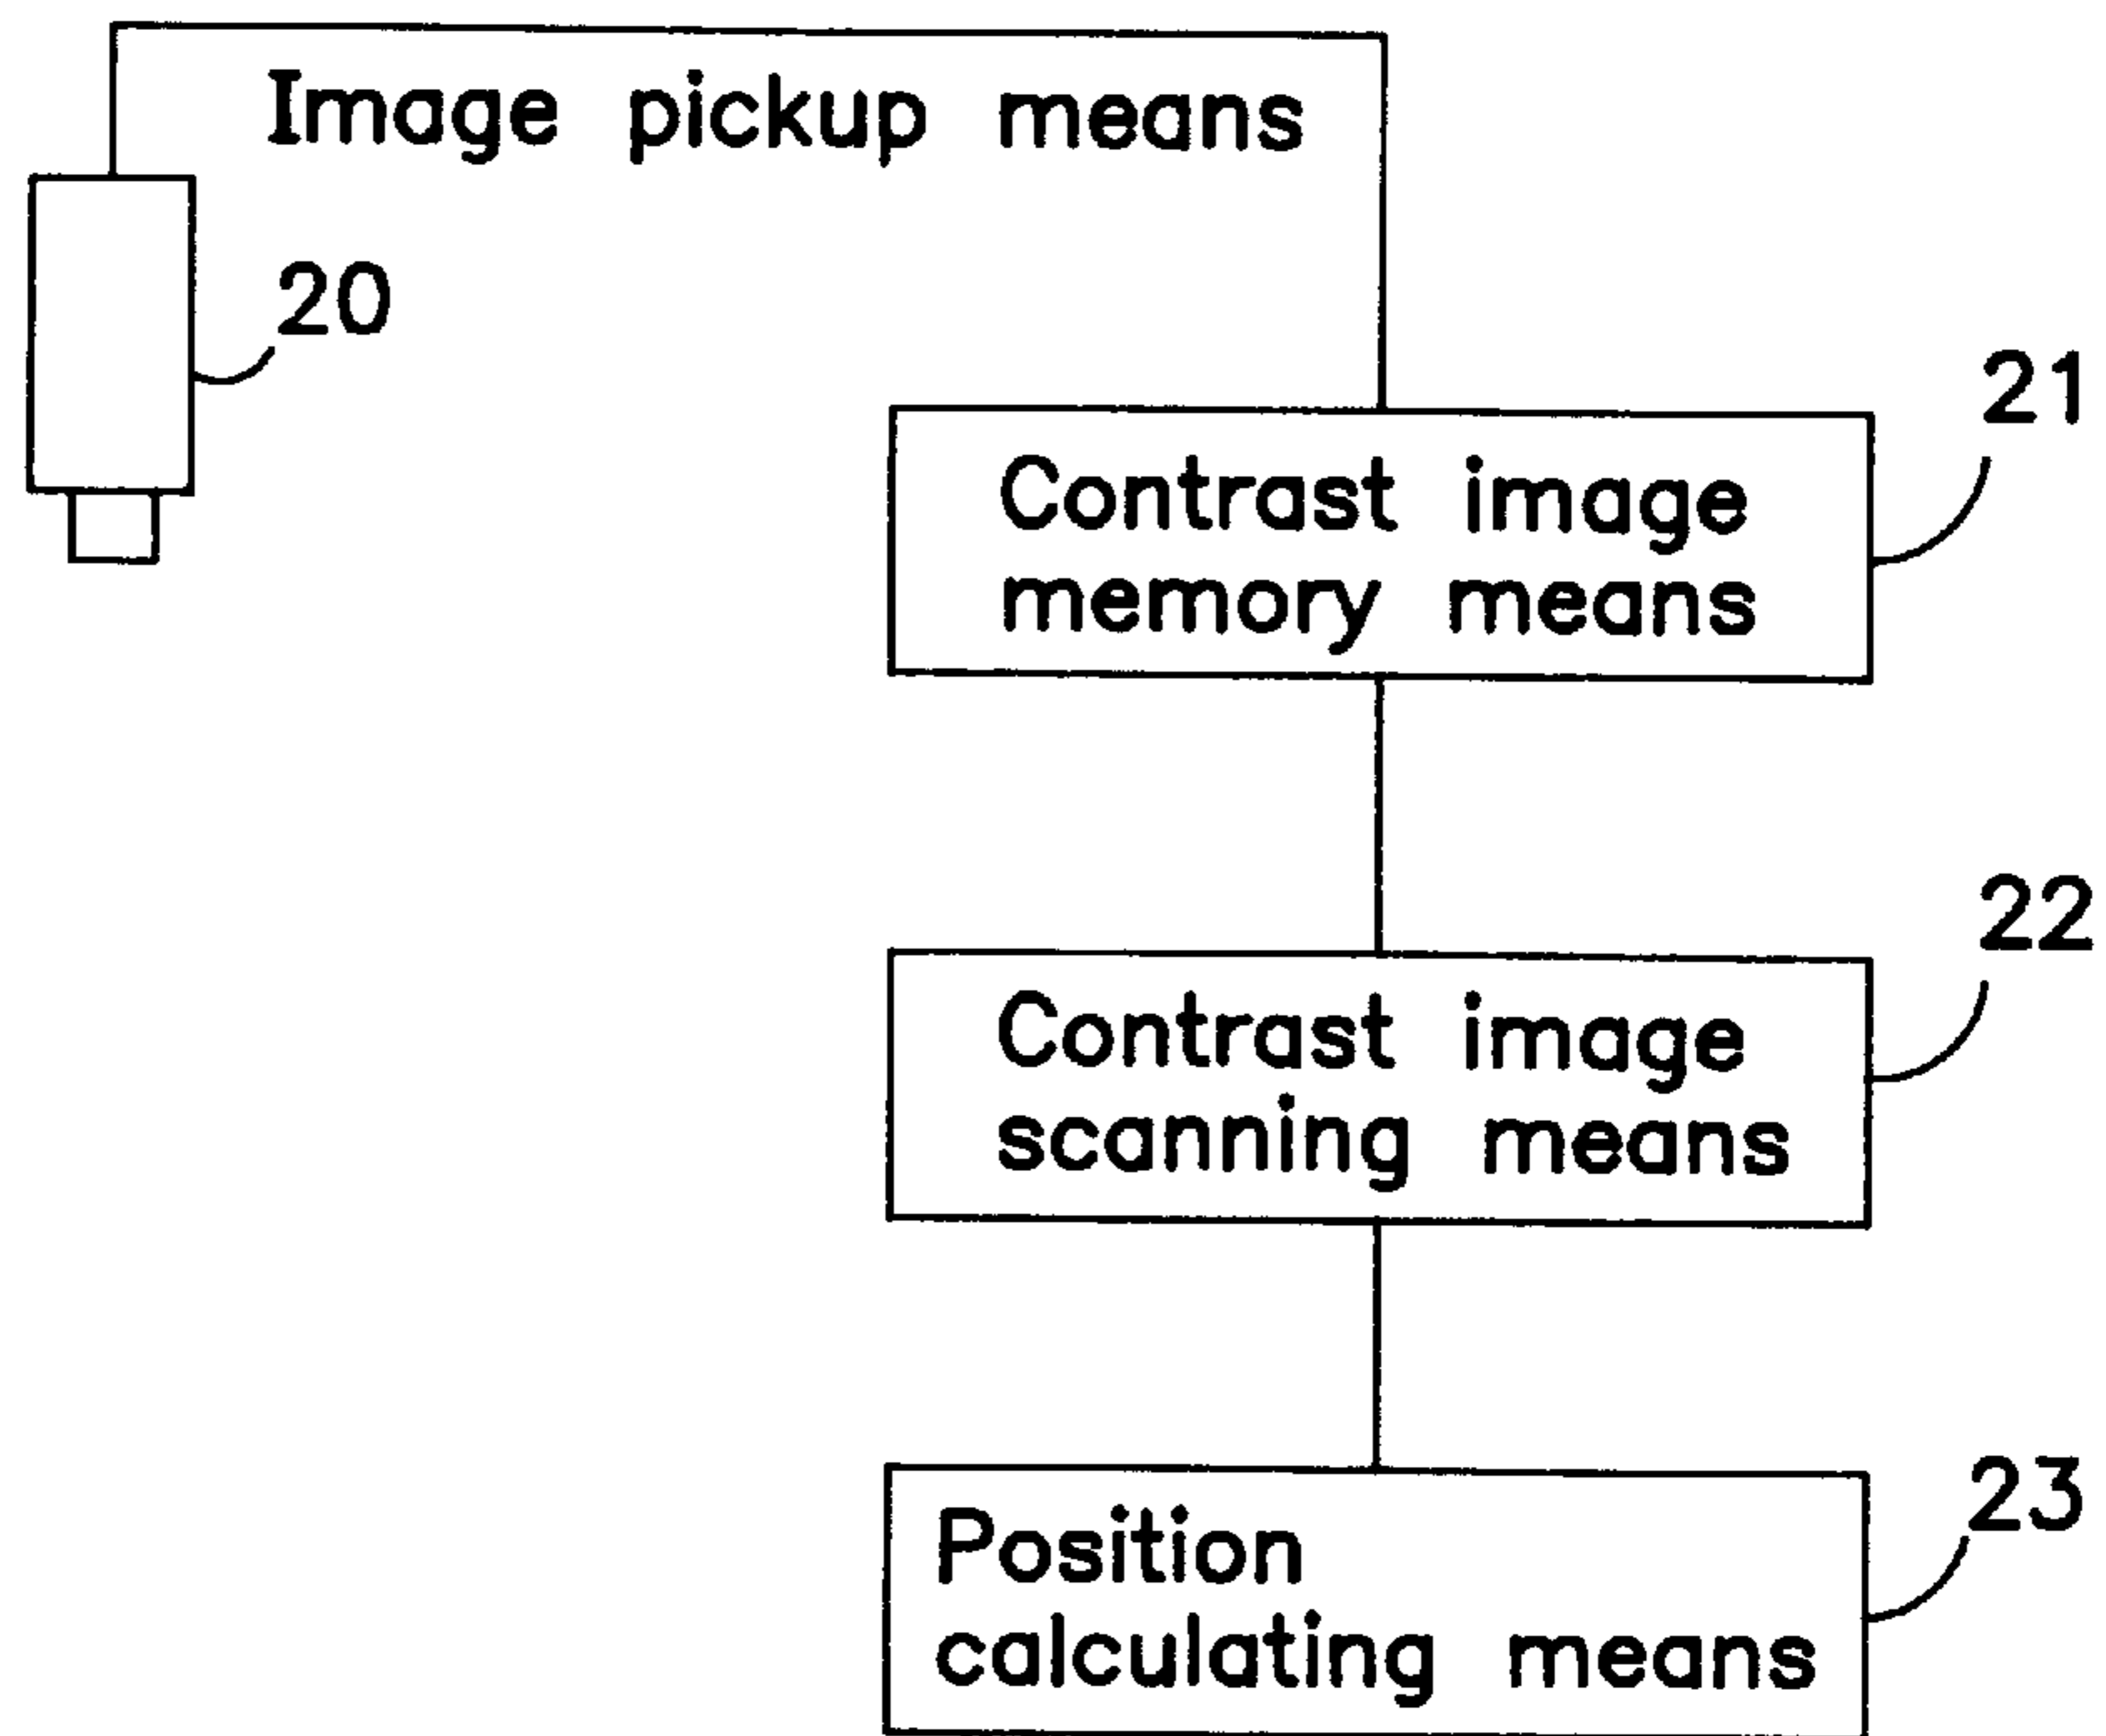 Image pickup means
20
21
Contrast image
memory means
22
Contrast image
scanning means
23
Position
calculating means